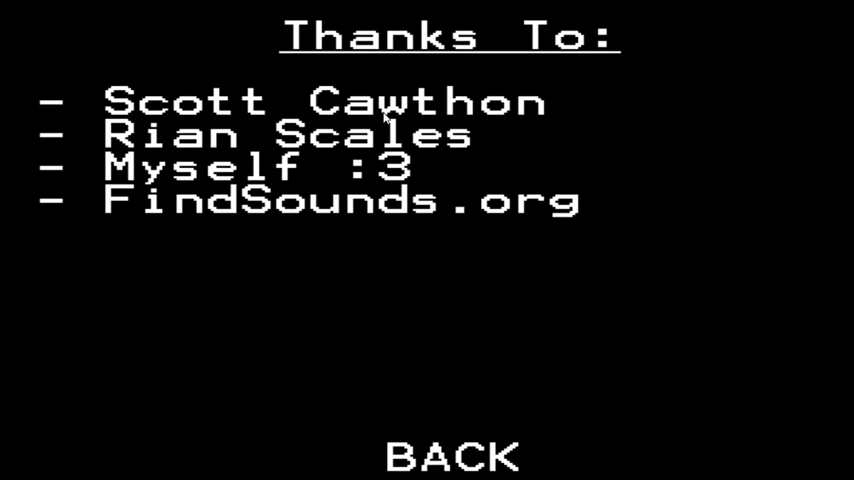 Thanks To:
- Scott Cawthon
- Rian Scales
- Myself :3
- FindSounds.org
BACK